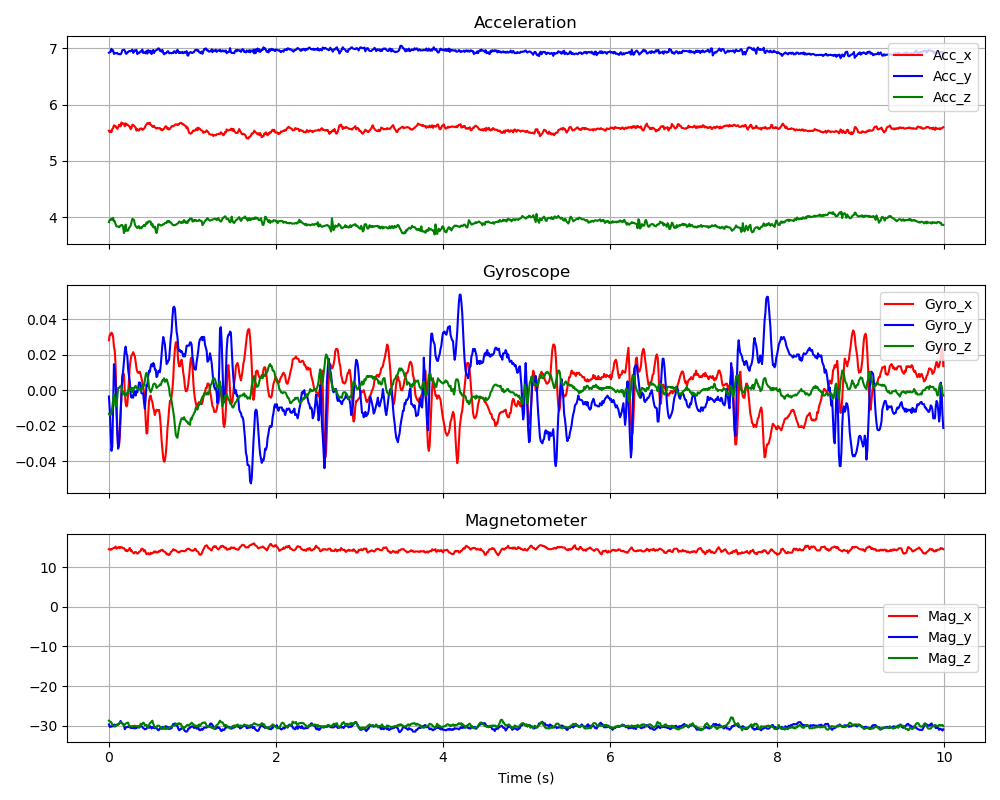 Acceleration
7
6
5
4
Acc_x
Acc_y
Acc_z
Gyroscope
0.04
0.02
0.00
−0.02
−0.04
Gyro_x
Gyro_y
Gyro_z
Magnetometer
10
0
−10
−20
−30
Mag_x
Mag_y
Mag_z
0 2 4 6 8 10
Time (s)